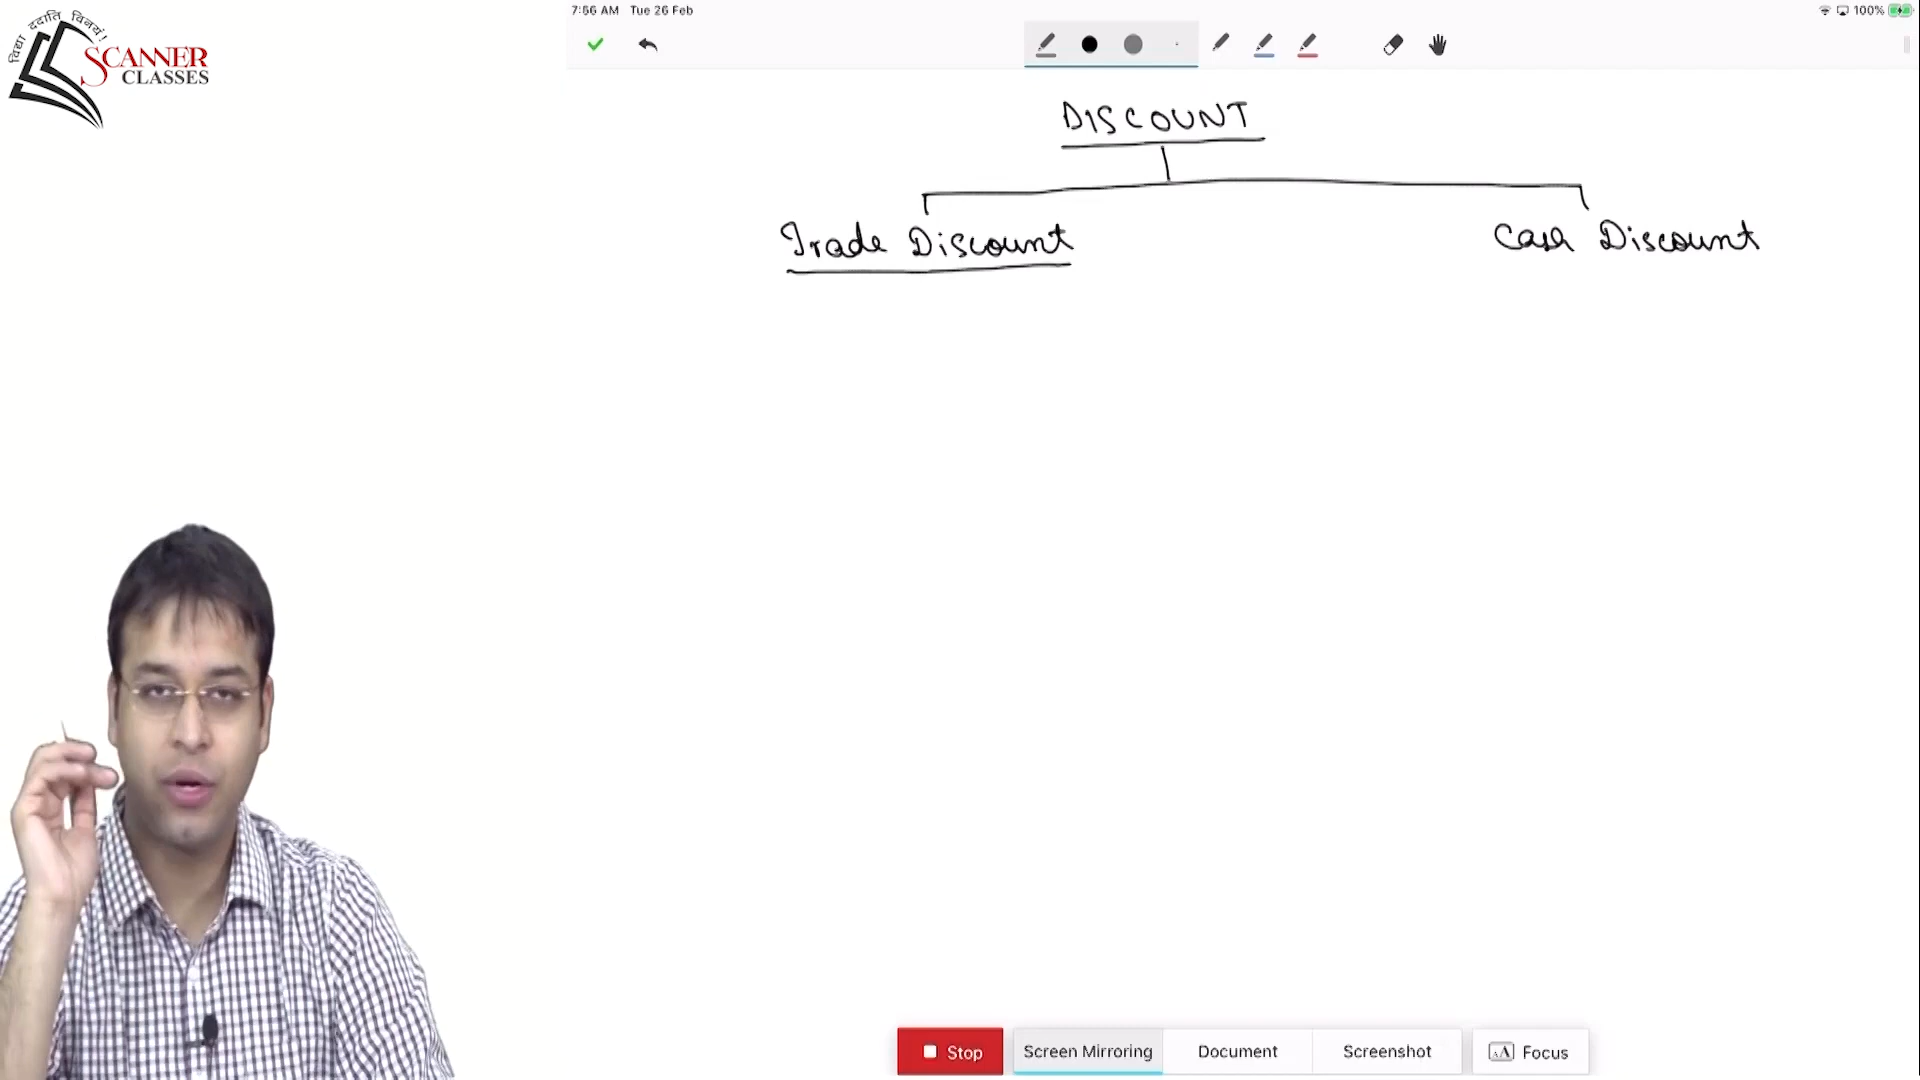 विद्या ददाति विनयं!
SCANNER
CLASSES
7:56 AM Tue 26 Feb
100%
DISCOUNT
Trade Discount
Cash Discount
Stop
Screen Mirroring
Document
Screenshot
AA Focus